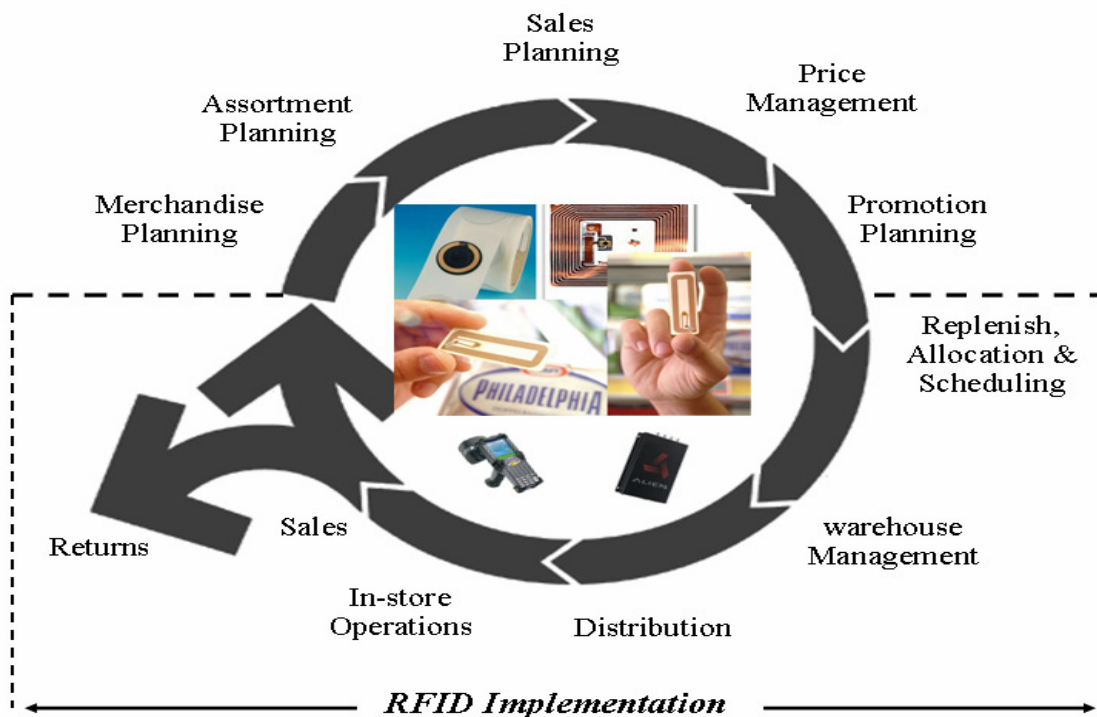 Sales
Planning
Price
Management
Assortment
Planning
Merchandise
Planning
Promotion
Planning
Replenish,
Allocation &
Scheduling
PHILADELPHIA
ALIEN
warehouse
Management
Sales
Returns
In-store
Operations
Distribution
RFID Implementation